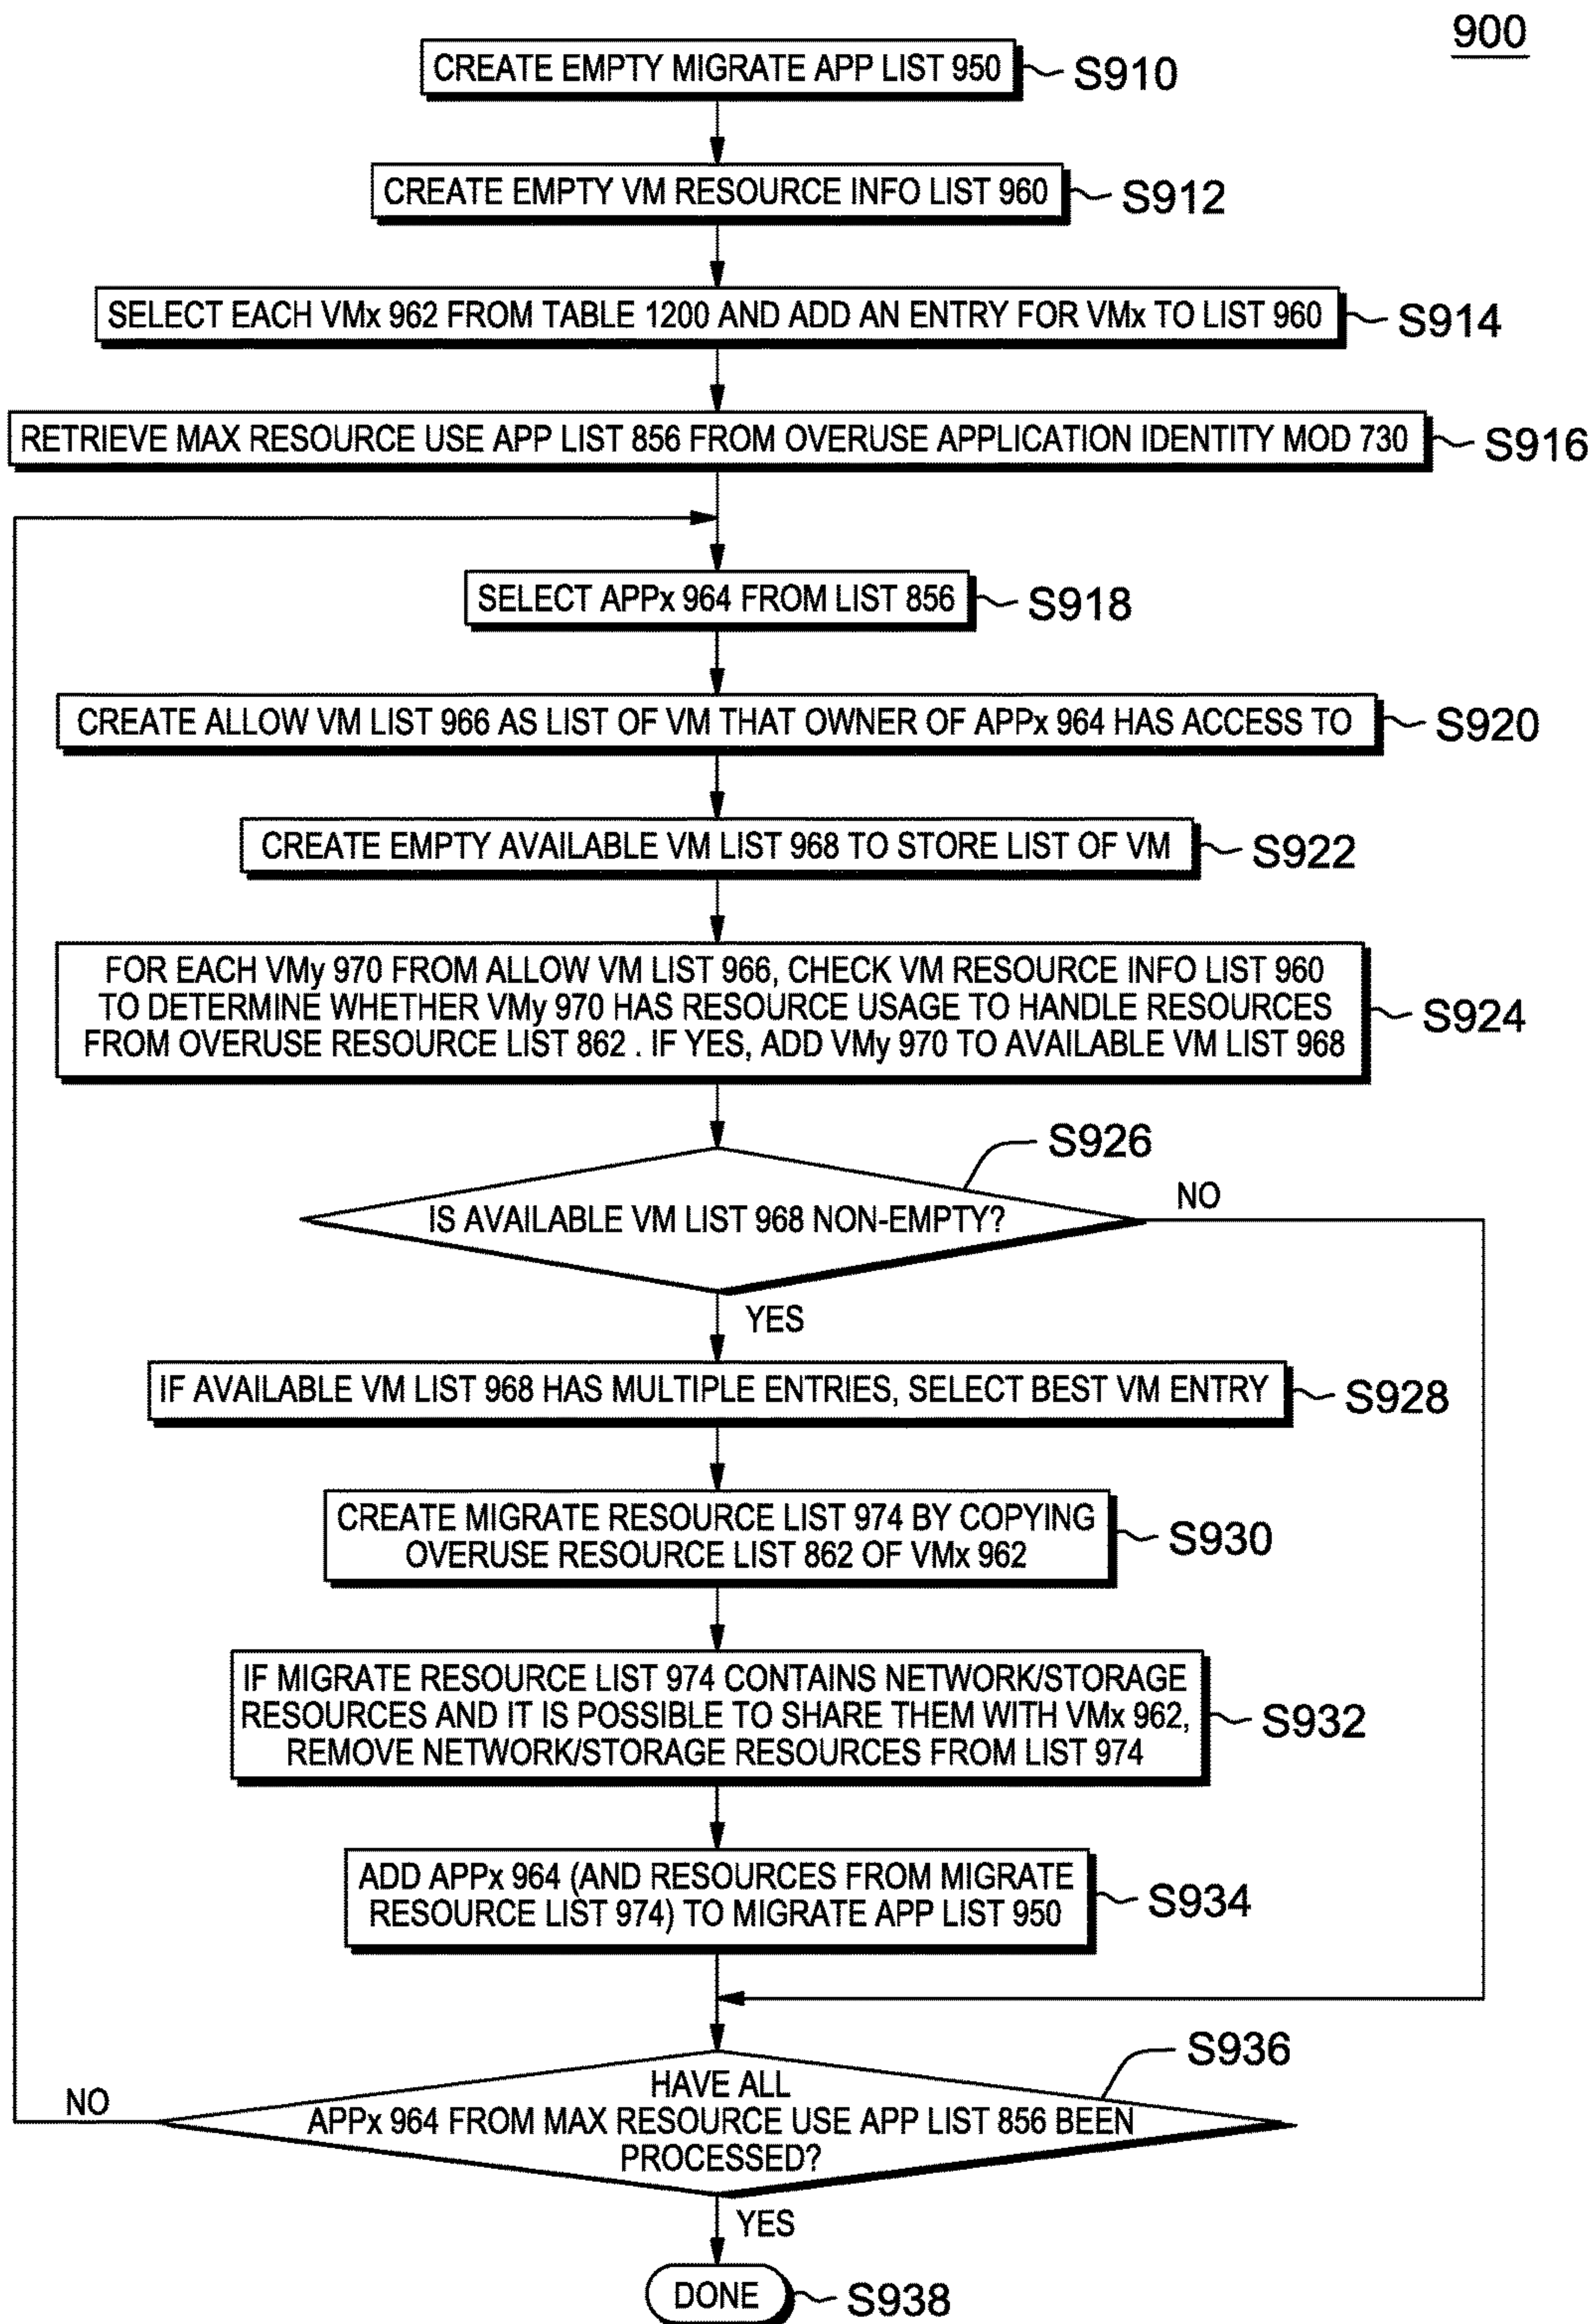 900
CREATE EMPTY MIGRATE APP LIST 950
S910
CREATE EMPTY VM RESOURCE INFO LIST 960
S912
SELECT EACH VMx 962 FROM TABLE 1200 AND ADD AN ENTRY FOR VMx TO LIST 960
S914
RETRIEVE MAX RESOURCE USE APP LIST 856 FROM OVERUSE APPLICATION IDENTITY MOD 730
S916
SELECT APPx 964 FROM LIST 856
S918
CREATE ALLOW VM LIST 966 AS LIST OF VM THAT OWNER OF APPx 964 HAS ACCESS TO
S920
CREATE EMPTY AVAILABLE VM LIST 968 TO STORE LIST OF VM
S922
FOR EACH VMy 970 FROM ALLOW VM LIST 966, CHECK VM RESOURCE INFO LIST 960
TO DETERMINE WHETHER VMy 970 HAS RESOURCE USAGE TO HANDLE RESOURCES
FROM OVERUSE RESOURCE LIST 862 . IF YES, ADD VMy 970 TO AVAILABLE VM LIST 968
S924
S926
IS AVAILABLE VM LIST 968 NON-EMPTY?
NO
YES
IF AVAILABLE VM LIST 968 HAS MULTIPLE ENTRIES, SELECT BEST VM ENTRY
S928
CREATE MIGRATE RESOURCE LIST 974 BY COPYING
OVERUSE RESOURCE LIST 862 OF VMx 962
S930
IF MIGRATE RESOURCE LIST 974 CONTAINS NETWORK/STORAGE
RESOURCES AND IT IS POSSIBLE TO SHARE THEM WITH VMx 962,
REMOVE NETWORK/STORAGE RESOURCES FROM LIST 974
S932
ADD APPx 964 (AND RESOURCES FROM MIGRATE
RESOURCE LIST 974) TO MIGRATE APP LIST 950
S934
S936
HAVE ALL
APPx 964 FROM MAX RESOURCE USE APP LIST 856 BEEN
PROCESSED?
NO
YES
DONE
S938